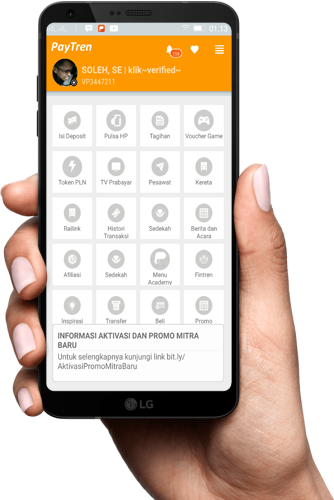 01.13
PayTren
119
SOLEH, SE | klik~verified~
VP3447211
Isi Deposit
Pulsa HP
Tagihan
Voucher Game
Token PLN
TV Prabayar
Pesawat
Kereta
Railink
Histori
Transaksi
Sedekah
Berita dan
Acara
Afiliasi
Sedekah
Menu
Academy
Fintren
Inspirasi
Transfer
Beli
Promo
INFORMASI AKTIVASI DAN PROMO MITRA
BARU
Untuk selengkapnya kunjungi link bit.ly/
AktivasiPromoMitraBaru
LG